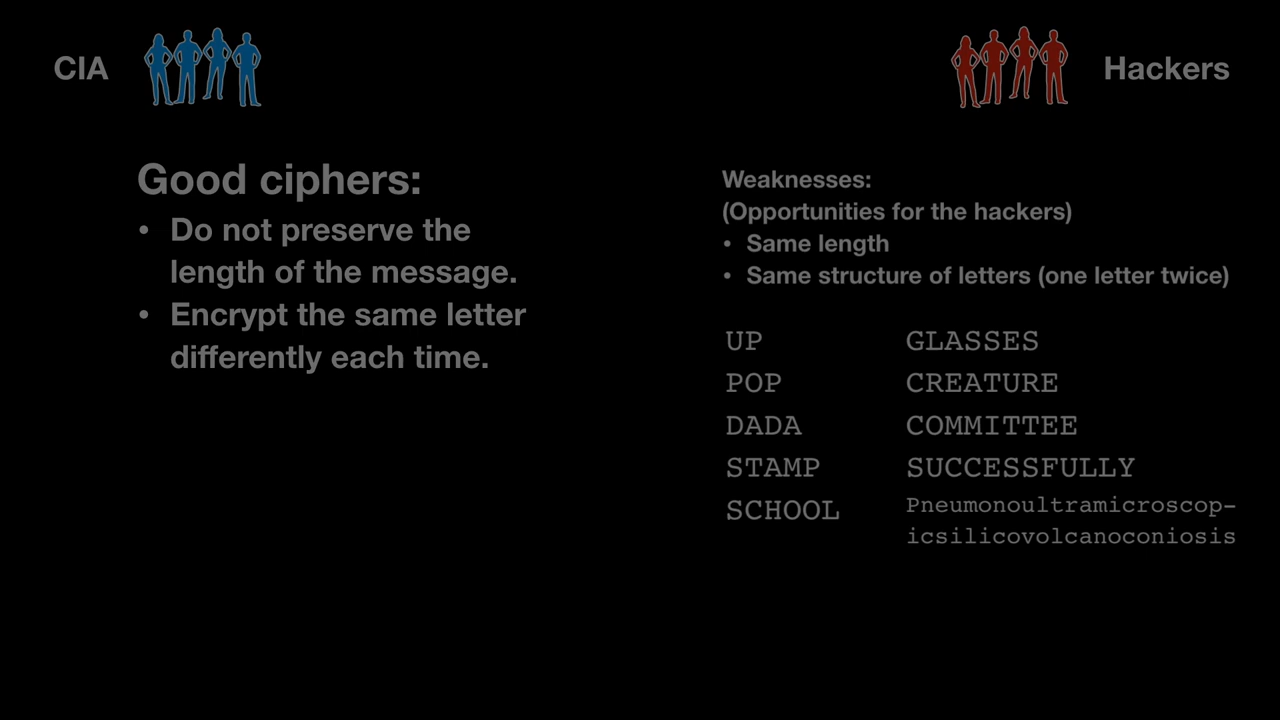 CIA
Hackers
Good ciphers:
• Do not preserve the
length of the message.
• Encrypt the same letter
differently each time.
Weaknesses:
(Opportunities for the hackers)
• Same length
• Same structure of letters (one letter twice)
UP GLASSES
POP CREATURE
DADA COMMITTEE
STAMP SUCCESSFULLY
SCHOOL Pneumonoultramicroscop-
icsilicovolcanoconiosis